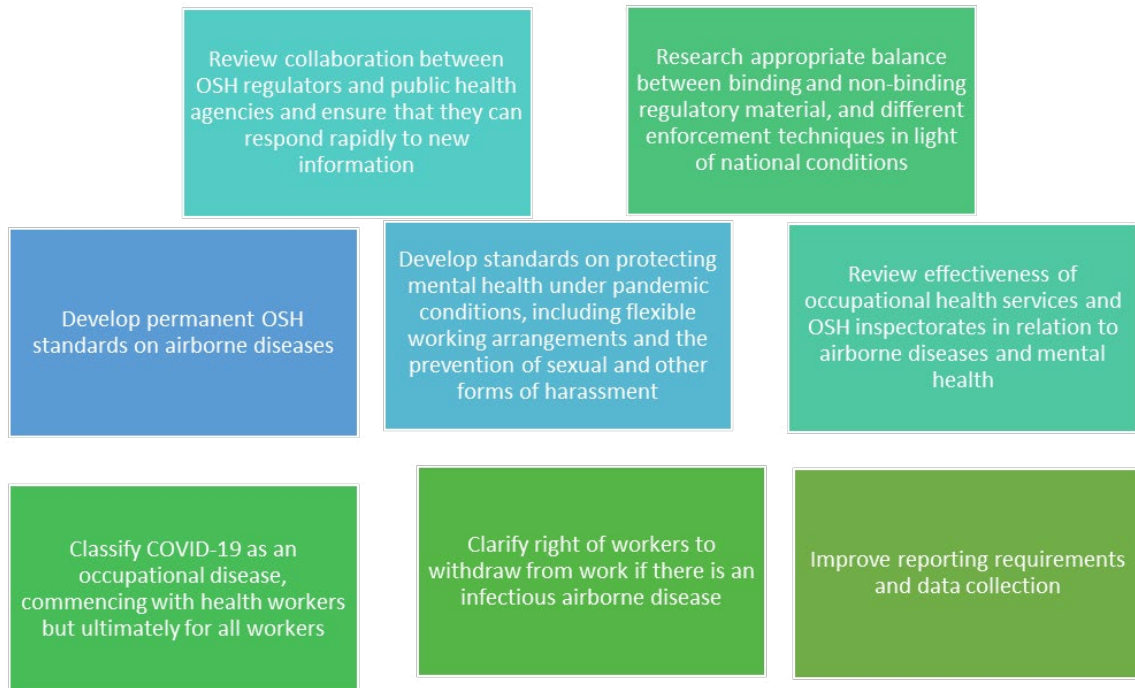 Review collaboration between
OSH regulators and public health
agencies and ensure that they can
respond rapidly to new
information
Research appropriate balance
between binding and non-binding
regulatory material, and different
enforcement techniques in light
of national conditions
Develop permanent OSH
standards on airborne diseases
Develop standards on protecting
mental health under pandemic
conditions, including flexible
working arrangements and the
prevention of sexual and other
forms of harassment
Review effectiveness of
occupational health services and
OSH inspectorates in relation to
airborne diseases and mental
health
Classify COVID-19 as an
occupational disease,
commencing with health workers
but ultimately for all workers
Clarify right of workers to
withdraw from work if there is an
infectious airborne disease
Improve reporting requirements
and data collection